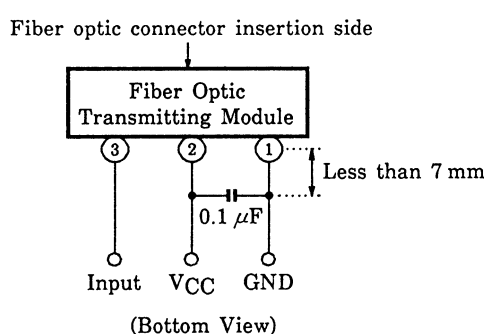 Fiber optic connector insertion side
Fiber Optic
Transmitting Module
3 2 1
Less than 7 mm
0.1 μF
Input VCC GND
(Bottom View)